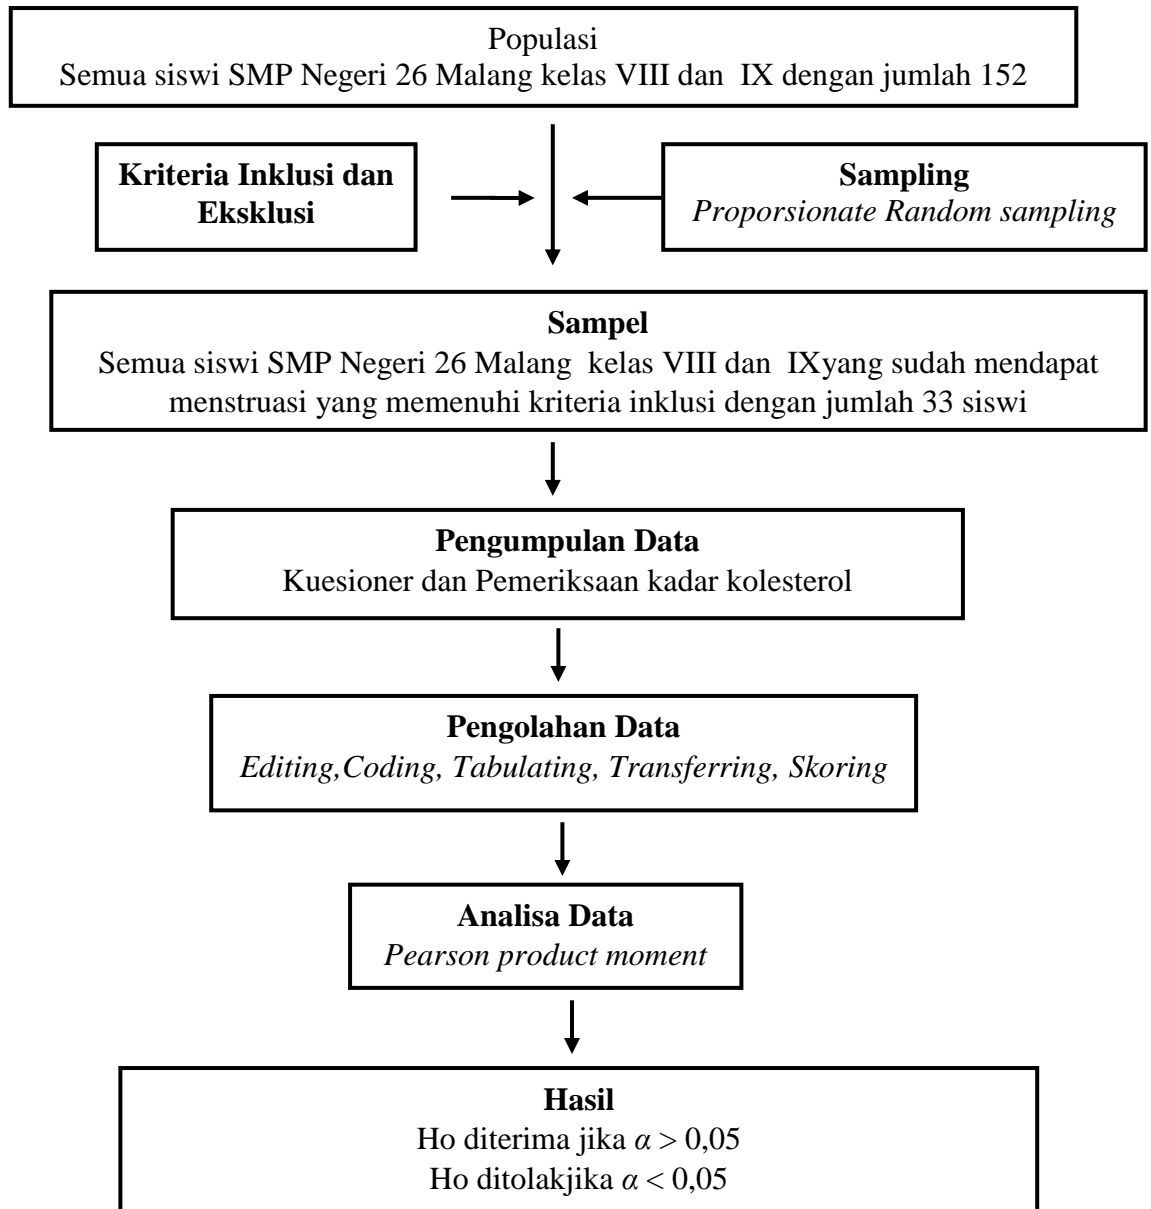 Populasi
Semua siswi SMP Negeri 26 Malang kelas VIII dan  IX dengan jumlah 152
Kriteria Inklusi dan
Eksklusi
Sampling
Proporsionate Random sampling
Sampel
Semua siswi SMP Negeri 26 Malang  kelas VIII dan  IXyang sudah mendapat
menstruasi yang memenuhi kriteria inklusi dengan jumlah 33 siswi
Pengumpulan Data
Kuesioner dan Pemeriksaan kadar kolesterol
Pengolahan Data
Editing,Coding, Tabulating, Transferring, Skoring
Analisa Data
Pearson product moment
Hasil
Ho diterima jika α > 0,05
Ho ditolakjika α < 0,05